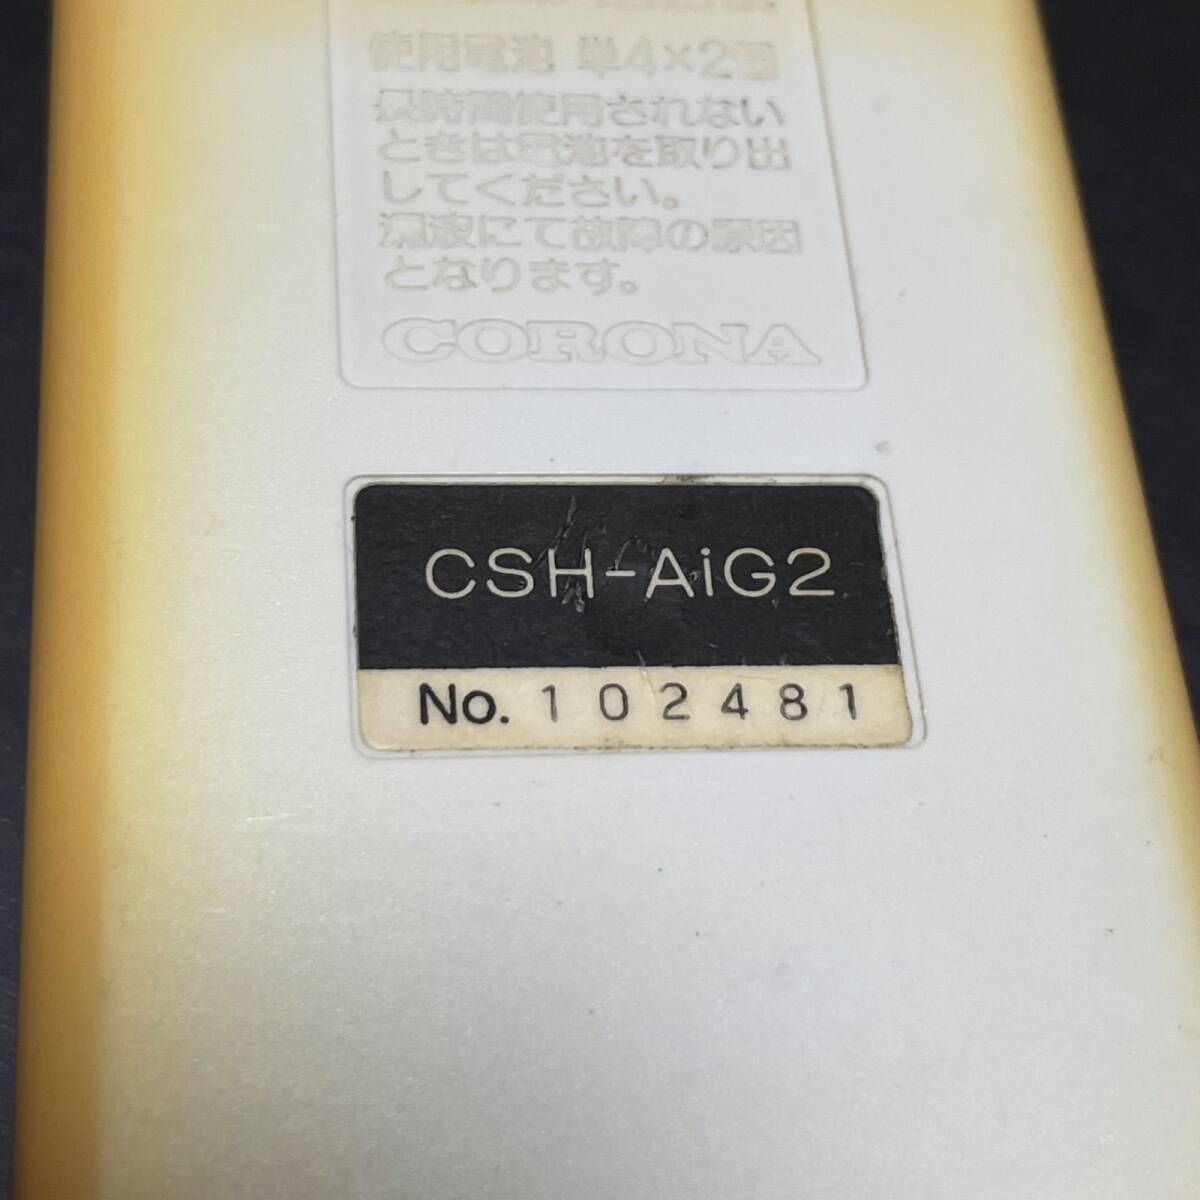 使用電池 単4×2個
長時間使用されない
ときは電池を取り出
してください。
漏液にて故障の原因
となります。
CORONA
CSH-AiG2
No. 102481